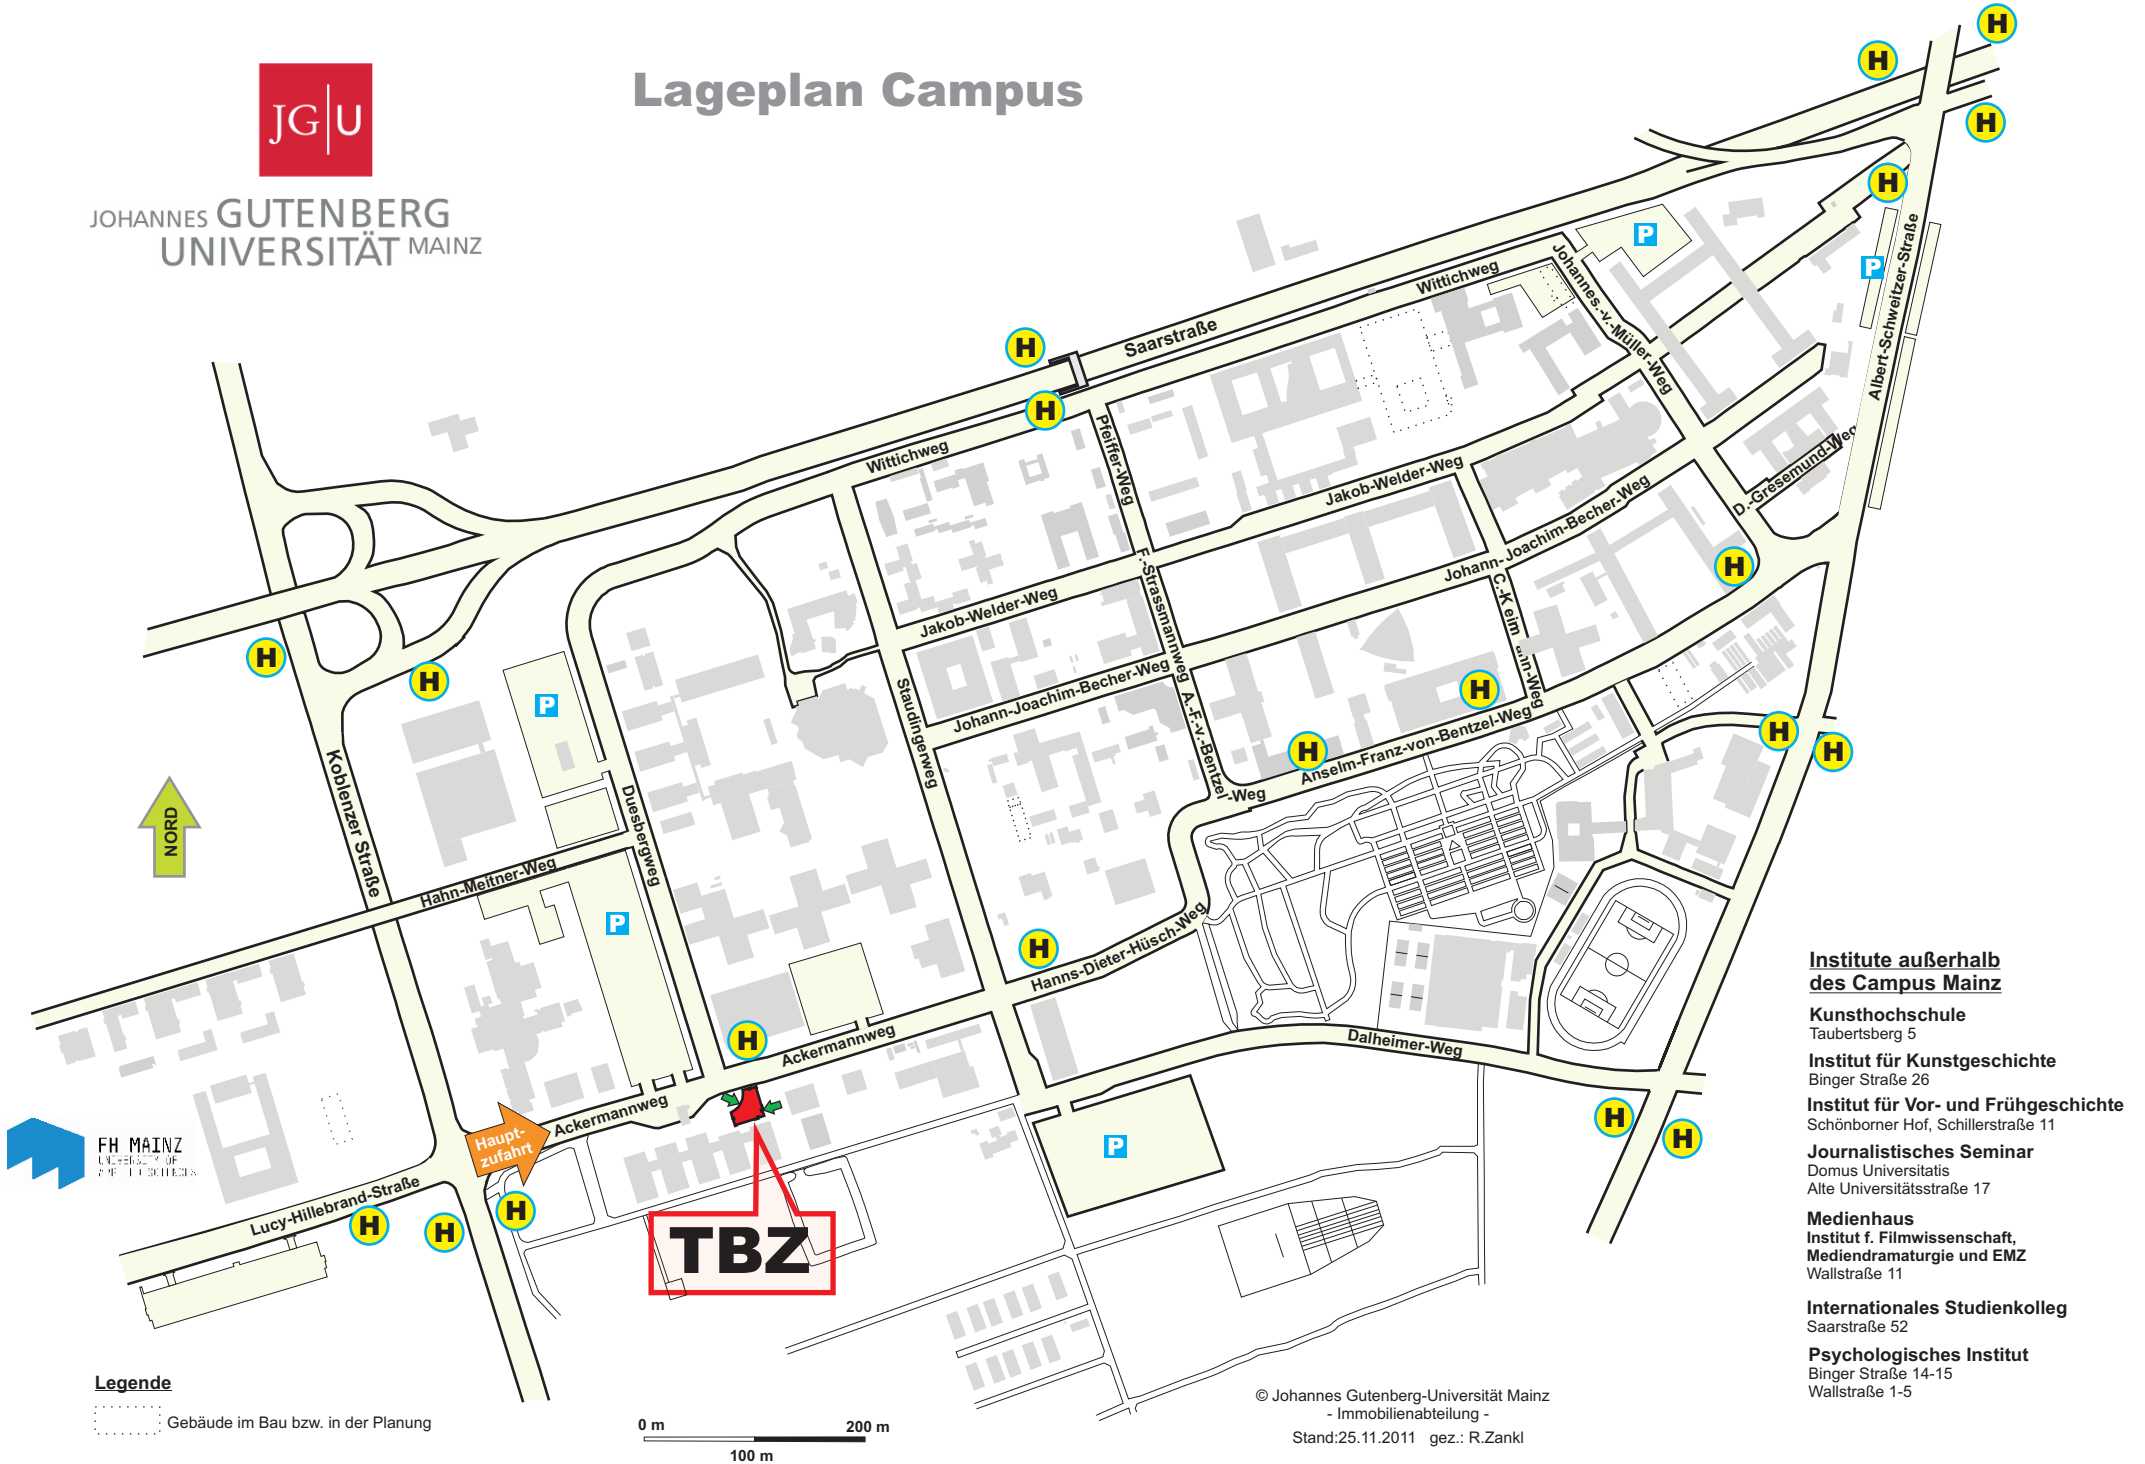 Lageplan Campus
JG|U
JOHANNES GUTENBERG
UNIVERSITÄT MAINZ
H
H
H
H
P
P
Albert-Schweitzer-Straße
Johannes.-v.-Müller-Weg
Wittichweg
Saarstraße
H
H
Wittichweg
Pfeiffer-Weg
Jakob-Welder-Weg
Johann-Joachim-Becher-Weg
D.-Gresemund-Weg
H
F.-Strassmannweg
Jakob-Welder-Weg
Johann-Joachim-Becher-Weg
Staudingerweg
A.-F.-v.-Bentzel
-Weg
Anselm-Franz-von-Bentzel-Weg
H
H
H
H
H
H
P
Koblenzer Straße
Duesbergweg
NORD
Hahn-Meitner-Weg
P
H
Hanns-Dieter-Hüsch-Weg
H
Ackermannweg
Dalheimer-Weg
Ackermannweg
Haupt-
zufahrt
P
H
H
FH MAINZ
Lucy-Hillebrand-Straße
H
H
H
TBZ
Institute außerhalb
des Campus Mainz
Kunsthochschule
Taubertsberg 5
Institut für Kunstgeschichte
Binger Straße 26
Institut für Vor- und Frühgeschichte
Schönborner Hof, Schillerstraße 11
Journalistisches Seminar
Domus Universitatis
Alte Universitätsstraße 17
Medienhaus
Institut f. Filmwissenschaft,
Mediendramaturgie und EMZ
Wallstraße 11
Internationales Studienkolleg
Saarstraße 52
Psychologisches Institut
Binger Straße 14-15
Wallstraße 1-5
Legende
Gebäude im Bau bzw. in der Planung
0 m
200 m
100 m
© Johannes Gutenberg-Universität Mainz
- Immobilienabteilung -
Stand:25.11.2011 gez.: R.Zankl